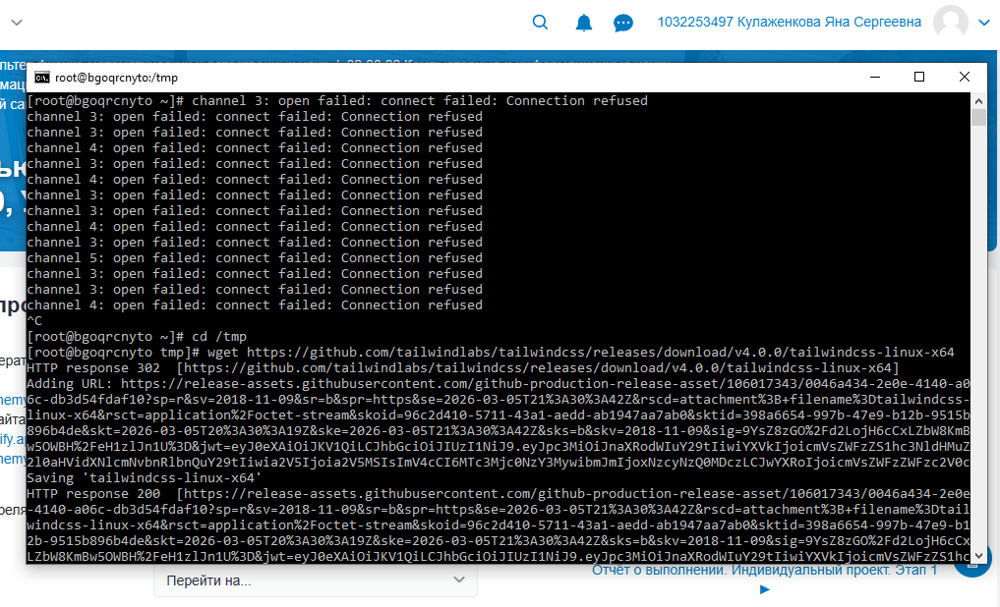 1032253497 Кулаженкова Яна Сергеевна
root@bgoqrcnyto:/tmp
[root@bgoqrcnyto ~]# channel 3: open failed: connect failed: Connection refused
channel 3: open failed: connect failed: Connection refused
channel 3: open failed: connect failed: Connection refused
channel 4: open failed: connect failed: Connection refused
channel 3: open failed: connect failed: Connection refused
channel 4: open failed: connect failed: Connection refused
channel 3: open failed: connect failed: Connection refused
channel 3: open failed: connect failed: Connection refused
channel 4: open failed: connect failed: Connection refused
channel 3: open failed: connect failed: Connection refused
channel 5: open failed: connect failed: Connection refused
channel 3: open failed: connect failed: Connection refused
channel 3: open failed: connect failed: Connection refused
channel 4: open failed: connect failed: Connection refused
^C
[root@bgoqrcnyto ~]# cd /tmp
[root@bgoqrcnyto tmp]# wget https://github.com/tailwindlabs/tailwindcss/releases/download/v4.0.0/tailwindcss-linux-x64
HTTP response 302  [https://github.com/tailwindlabs/tailwindcss/releases/download/v4.0.0/tailwindcss-linux-x64]
Adding URL: https://release-assets.githubusercontent.com/github-production-release-asset/106017343/0046a434-2e0e-4140-a0
6c-db3d54fdaf10?sp=r&sv=2018-11-09&sr=b&spr=https&se=2026-03-05T21%3A30%3A42Z&rscd=attachment%3B+filename%3Dtailwindcss-
linux-x64&rsct=application%2Foctet-stream&skoid=96c2d410-5711-43a1-aedd-ab1947aa7ab0&sktid=398a6654-997b-47e9-b12b-9515b
896b4de&skt=2026-03-05T20%3A30%3A19Z&ske=2026-03-05T21%3A30%3A42Z&sks=b&skv=2018-11-09&sig=9YsZ8zGO%2Fd2LojH6cCxLZbW8KmB
w5OWBH%2FeH1zlJn1U%3D&jwt=eyJ0eXAiOiJKV1QiLCJhbGciOiJIUzI1NiJ9.eyJpc3MiOiJnaXRodWIuY29tIiwiYXVkIjoicmVsZWFzZS1hc3NldHMuZ
2l0aHVidXNlcmNvbnRlbnQuY29tIiwia2V5Ijoia2V5MSIsImV4cCI6MTc3Mjc0NzY3MywibmJmIjoxNzcyNzQ0MDczLCJwYXRoIjoicmVsZWFzZWFzc2V0c
Saving 'tailwindcss-linux-x64'
HTTP response 200  [https://release-assets.githubusercontent.com/github-production-release-asset/106017343/0046a434-2e0e
-4140-a06c-db3d54fdaf10?sp=r&sv=2018-11-09&sr=b&spr=https&se=2026-03-05T21%3A30%3A42Z&rscd=attachment%3B+filename%3Dtail
windcss-linux-x64&rsct=application%2Foctet-stream&skoid=96c2d410-5711-43a1-aedd-ab1947aa7ab0&sktid=398a6654-997b-47e9-b1
2b-9515b896b4de&skt=2026-03-05T20%3A30%3A19Z&ske=2026-03-05T21%3A30%3A42Z&sks=b&skv=2018-11-09&sig=9YsZ8zGO%2Fd2LojH6cCx
LZbW8KmBw5OWBH%2FeH1zlJn1U%3D&jwt=eyJ0eXAiOiJKV1QiLCJhbGciOiJIUzI1NiJ9.eyJpc3MiOiJnaXRodWIuY29tIiwiYXVkIjoicmVsZWFzZS1hc
Отчёт о выполнении. Индивидуальный проект. Этап 1
Перейти на...